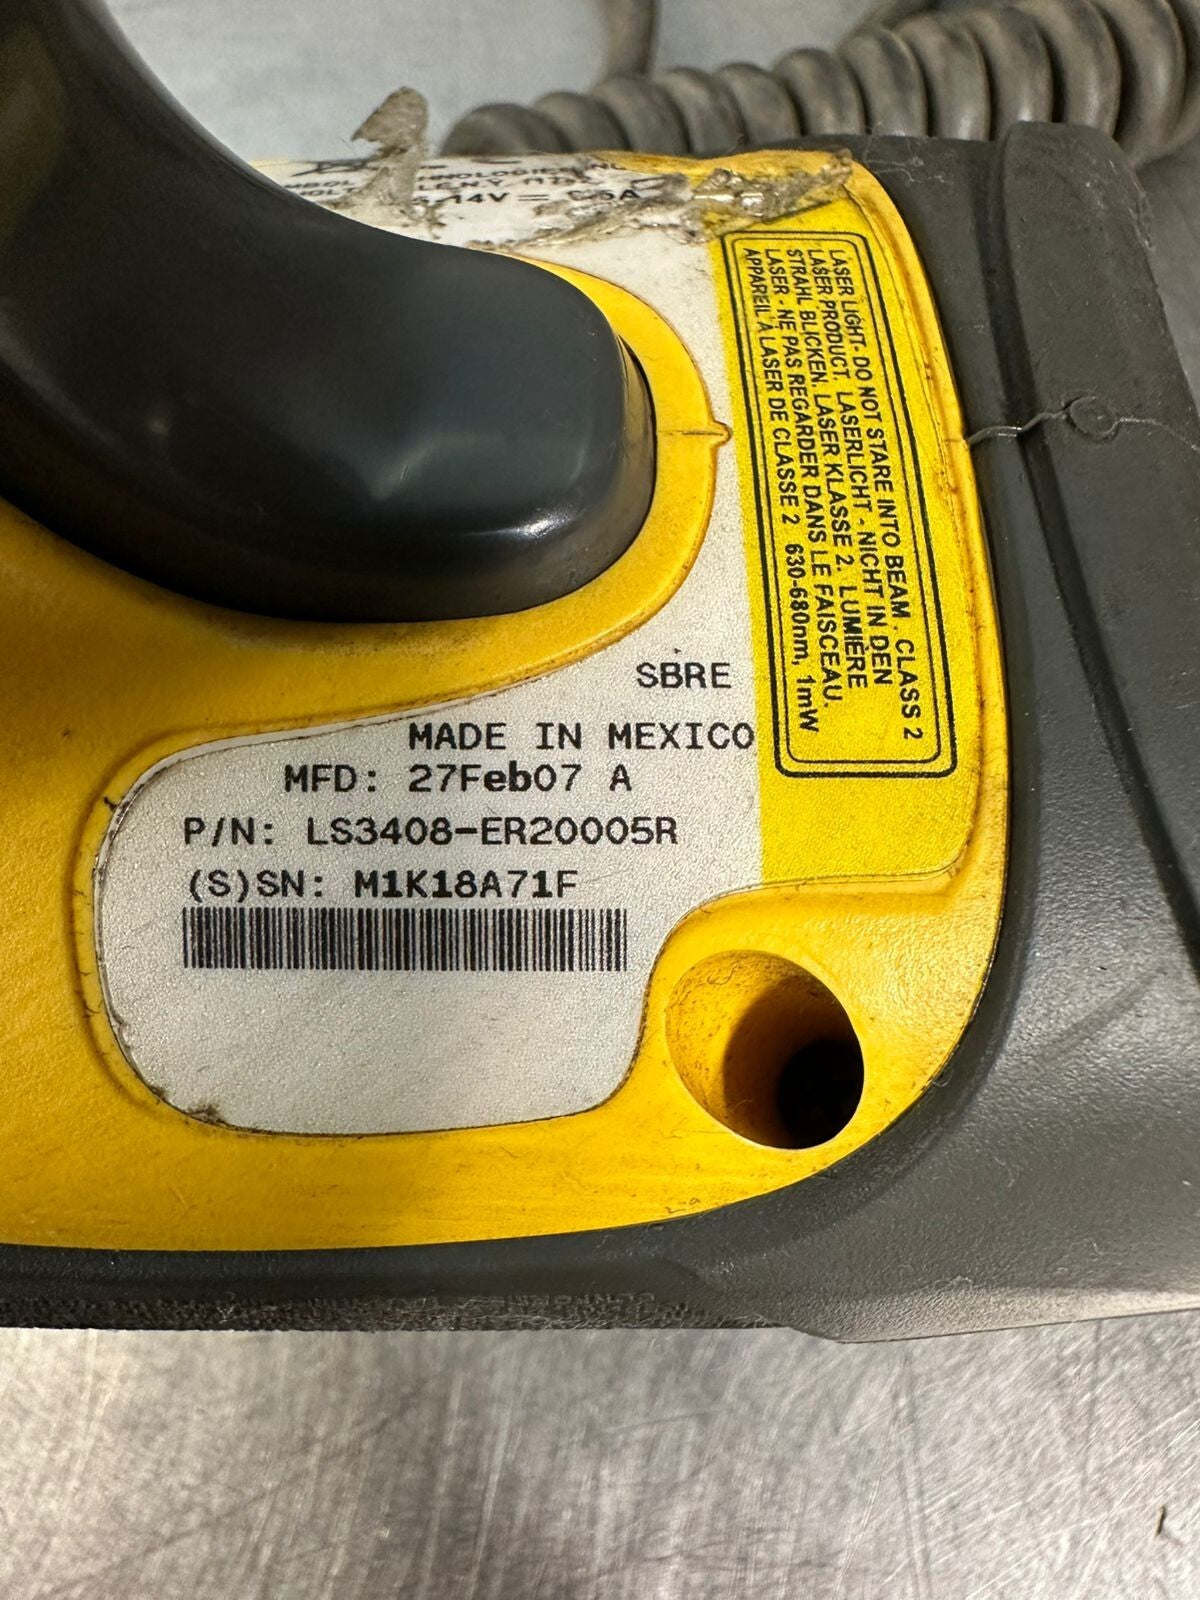 14V
SBRE
MADE IN MEXICO
MFD: 27Feb07 A
P/N: LS3408-ER20005R
(S)SN: M1K18A71F
LASER LIGHT- DO NOT STARE INTO BEAM . CLASS 2
LASER PRODUCT. LASERLICHT - NICHT IN DEN
STRAHL BLICKEN. LASER KLASSE 2. LUMIÈRE
LASER - NE PAS REGARDER DANS LE FAISCEAU.
APPAREIL À LASER DE CLASSE 2 630-680nm, 1mW